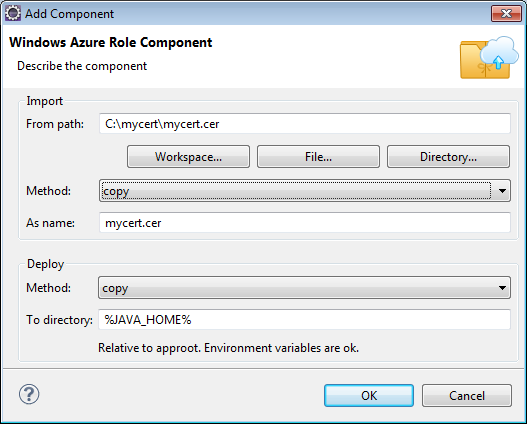 Add Component
Windows Azure Role Component
Describe the component
Import
From path: C:\mycert\mycert.cer
Workspace... File... Directory...
Method: copy
As name: mycert.cer
Deploy
Method: copy
To directory: %JAVA_HOME%
Relative to approot. Environment variables are ok.
? OK Cancel